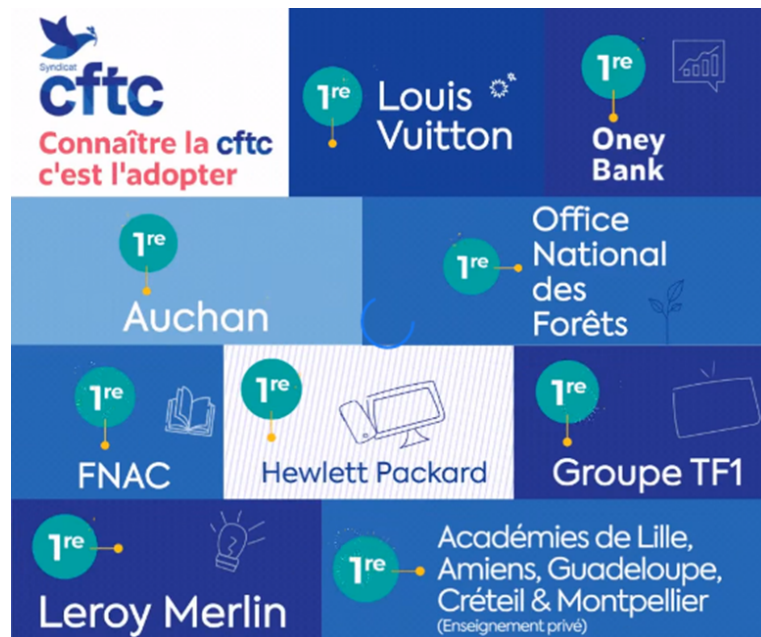 Syndicat
cftc
Connaître la cftc
c'est l'adopter
1re
Louis
Vuitton
1re
Oney
Bank
1re
Auchan
1re
Office
National
des
Forêts
1re
FNAC
1re
Hewlett Packard
1re
Groupe TF1
1re
Leroy Merlin
1re
Académies de Lille,
Amiens, Guadeloupe,
Créteil & Montpellier
(Enseignement privé)